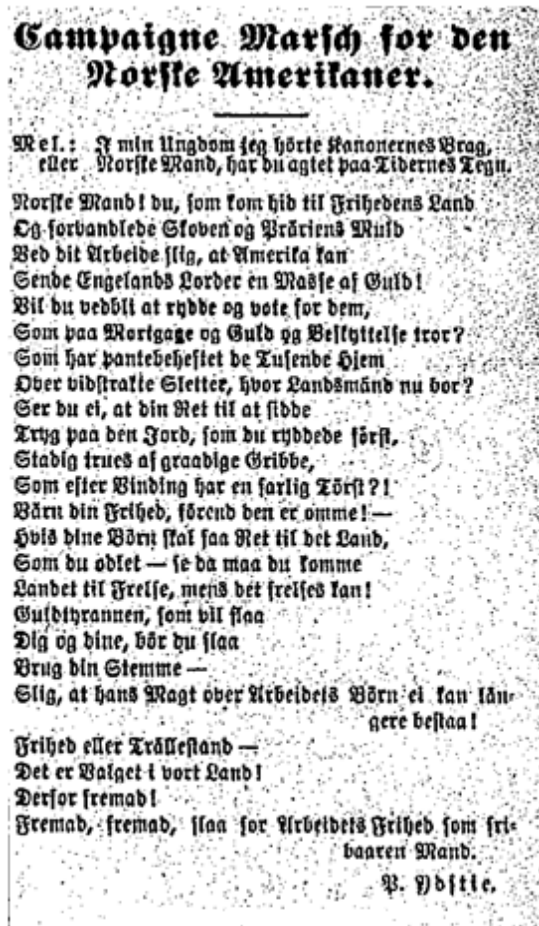 Campaigne Marsch for den
Norske Amerikaner.
Mel.: I min Ungdom jeg hörte Kanonernes Brag,
eller Norske Mand, har du agtet paa Tidernes Tegn.
Norske Mand! du, som kom hid til Frihedens Land
Og forvandlede Skoven og Präriens Muld
Ved dit Arbeide slig, at Amerika kan
Sende Engelands Lorder en Masse af Guld!
Vil du vedbli at rydde og vote for dem,
Som paa Mortgage og Guld og Beskyttelse tror?
Som har pantebeheftet de Tusende Hjem
Over vidstrakte Sletter, hvor Landsmänd nu bor?
Ser du ei, at din Ret til at sidde
Tryg paa den Jord, som du ryddede först,
Stadig trues af graadige Gribbe,
Som efter Vinding har en farlig Törst?!
Värn din Frihed, förend den er omme! —
Hvis dine Börn skal faa Ret til det Land,
Som du odlet — se da maa du komme
Landet til Frelse, mens det frelses kan!
Guldtyrannen, som vil slaa
Dig og dine, bör du slaa
Brug din Stemme —
Slig, at hans Magt over Arbeidets Börn ei kan län-
gere bestaa!
Frihed eller Trällestand —
Det er Valget i vort Land!
Derfor fremad!
Fremad, fremad, slaa for Arbeidets Frihed som fri-
baaren Mand.
P. Ydstie.